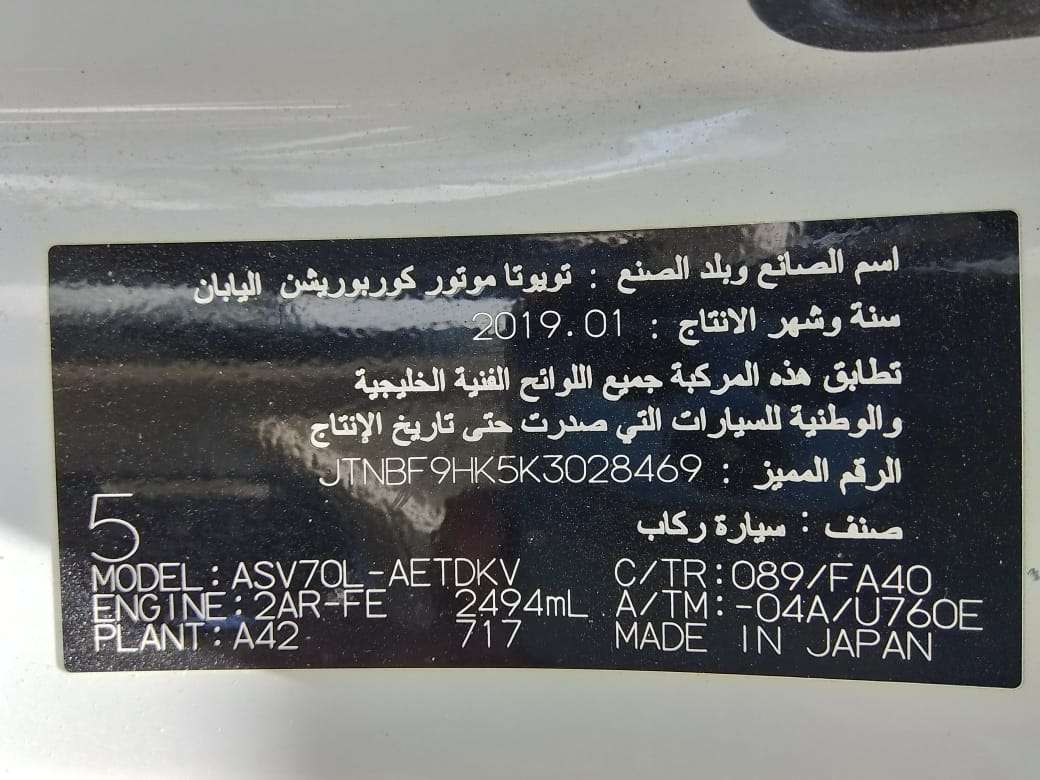 اسم الصانع وبلد الصنع : تويوتا موتور كوربوريشن اليابان
سنة وشهر الانتاج : 2019.01
تطابق هذه المركبة جميع اللوائح الفنية الخليجية
والوطنية للسيارات التي صدرت حتى تاريخ الإنتاج
الرقم المميز : JTNBF9HK5K3028469
صنف : سيارة ركاب
5
MODEL:ASV70L-AETDKV C/TR:089/FA40
ENGINE:2AR-FE 2494mL A/TM:-04A/U760E
PLANT:A42 717 MADE IN JAPAN